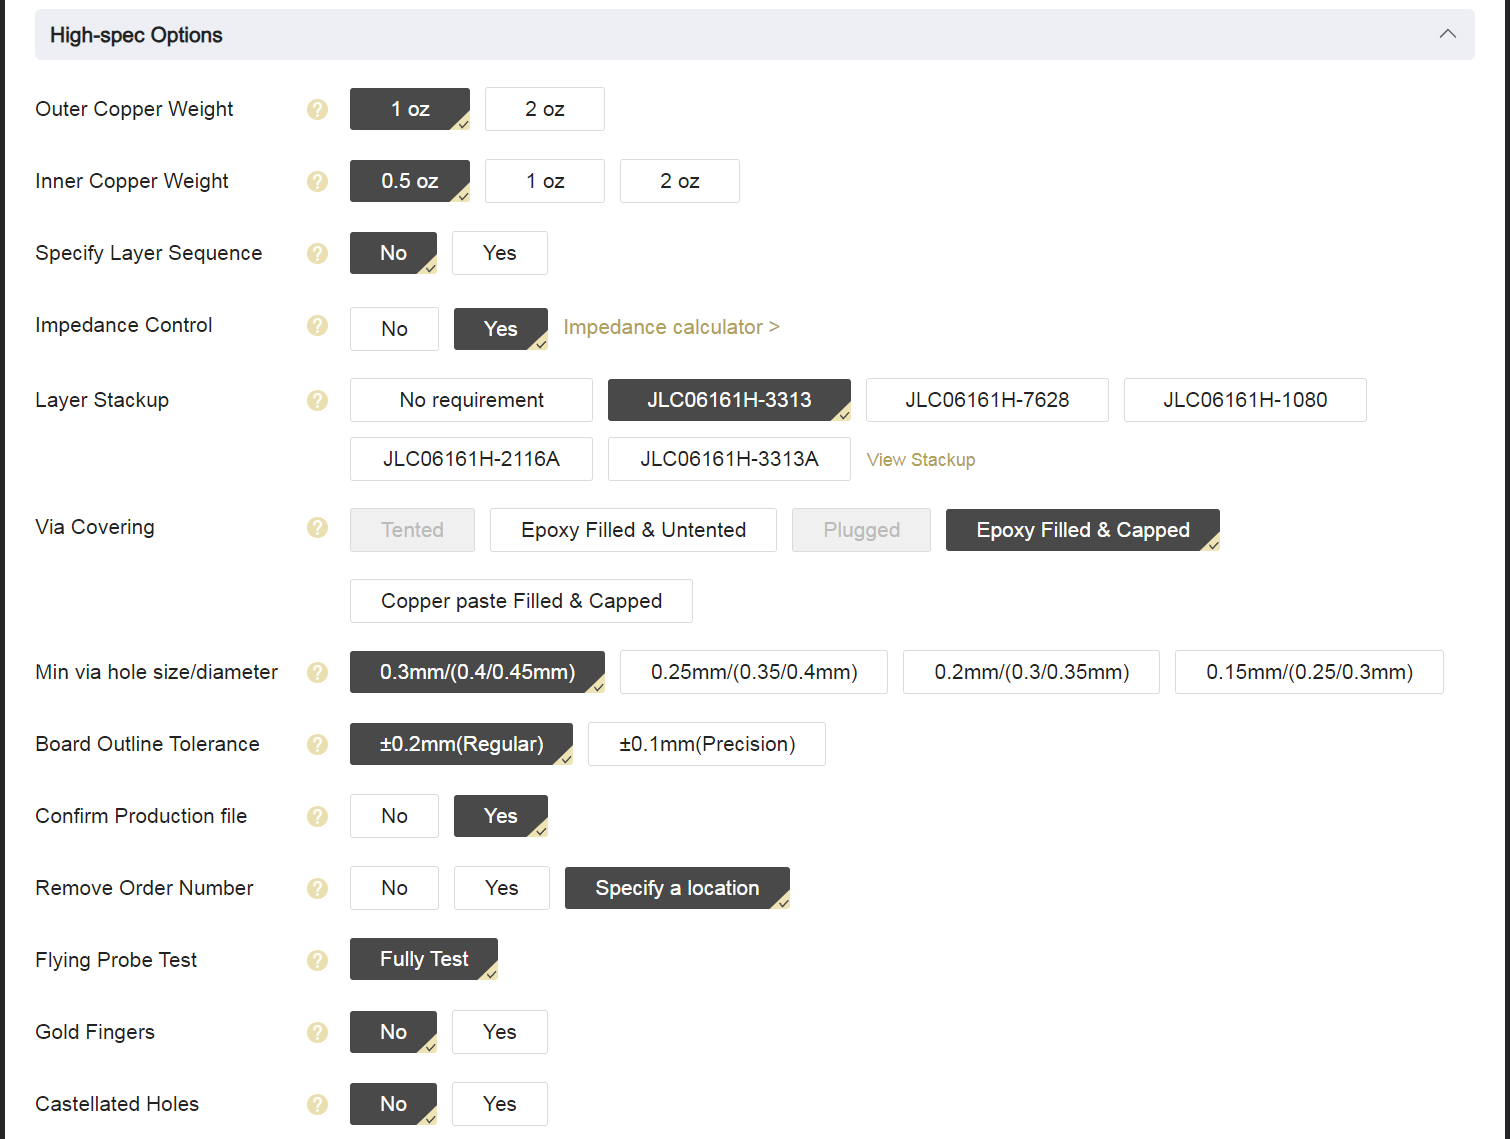 High-spec Options
Outer Copper Weight ? 1 oz 2 oz
Inner Copper Weight ? 0.5 oz 1 oz 2 oz
Specify Layer Sequence ? No Yes
Impedance Control ? No Yes Impedance calculator >
Layer Stackup ? No requirement JLC06161H-3313 JLC06161H-7628 JLC06161H-1080
JLC06161H-2116A JLC06161H-3313A View Stackup
Via Covering ? Tented Epoxy Filled & Untented Plugged Epoxy Filled & Capped
Copper paste Filled & Capped
Min via hole size/diameter ? 0.3mm/(0.4/0.45mm) 0.25mm/(0.35/0.4mm) 0.2mm/(0.3/0.35mm) 0.15mm/(0.25/0.3mm)
Board Outline Tolerance ? ±0.2mm(Regular) ±0.1mm(Precision)
Confirm Production file ? No Yes
Remove Order Number ? No Yes Specify a location
Flying Probe Test ? Fully Test
Gold Fingers ? No Yes
Castellated Holes ? No Yes